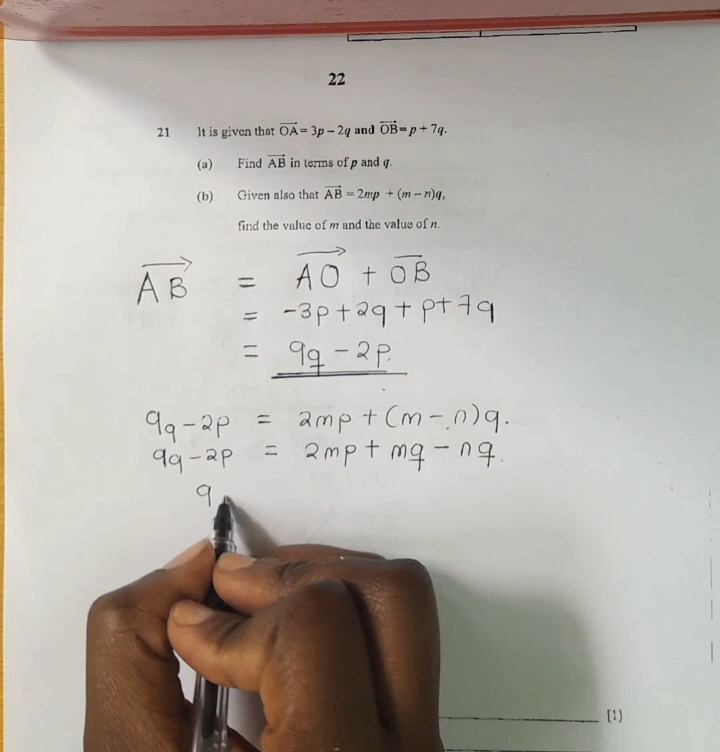 22
21 It is given that OA = 3p – 2q and OB = p + 7q.
(a) Find AB in terms of p and q.
(b) Given also that AB = 2mp + (m – n)q,
find the value of m and the value of n.
AB = AO + OB
= -3p + 2q + p + 7q
= 9q - 2p.
9q - 2p = 2mp + (m - n)q.
9q - 2p = 2mp + mq - nq.
9
[1]